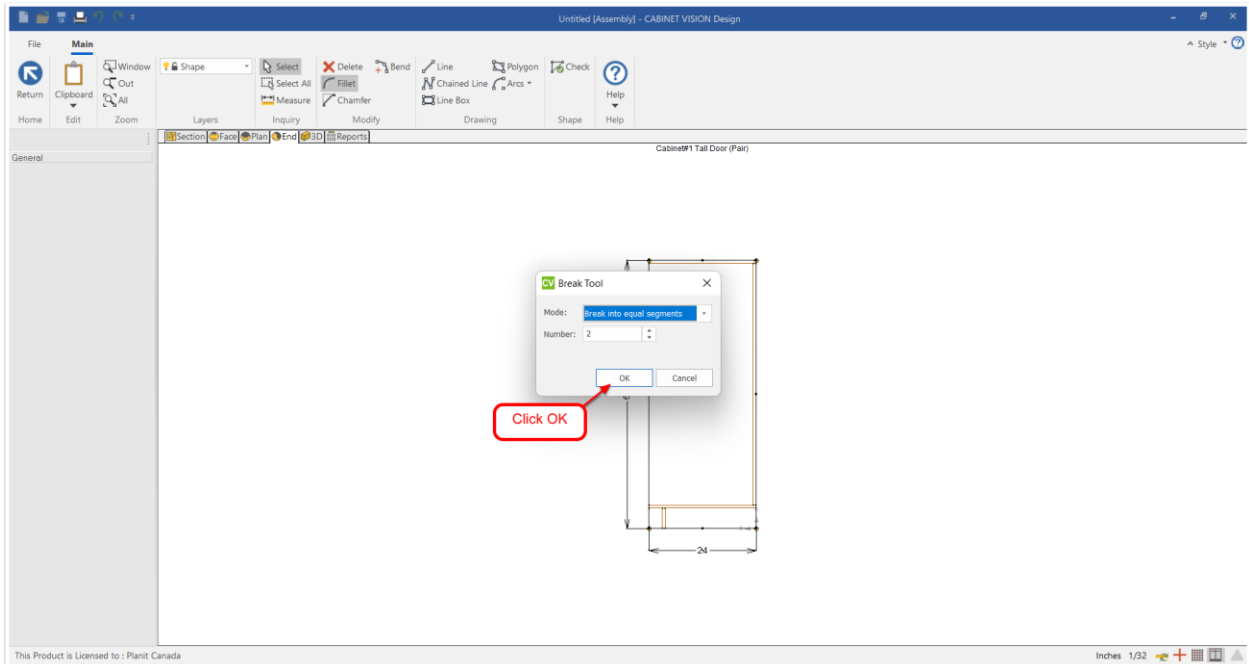 Untitled [Assembly] - CABINET VISION Design
File Main Style
Return Clipboard Window Out All Shape Select Select All Measure Delete Bend Fillet Chamfer Line Polygon Chained Line Arcs Line Box Check Help
Home Edit Zoom Layers Inquiry Modify Drawing Shape Help
Section Face Plan End 3D Reports
General
Cabinet#1 Tall Door (Pair)
CV Break Tool
Mode: Break into equal segments
Number: 2
OK Cancel
Click OK
24
This Product is Licensed to : Planit Canada Inches 1/32